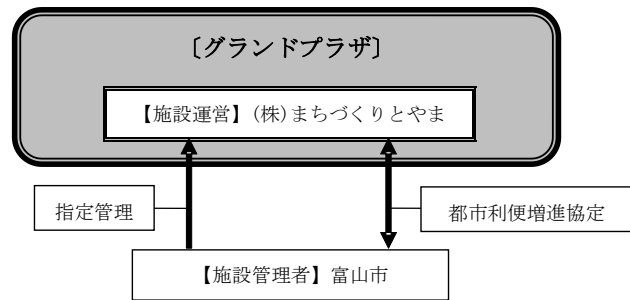 〔グランドプラザ〕
【施設運営】(株)まちづくりとやま
指定管理
都市利便増進協定
【施設管理者】富山市